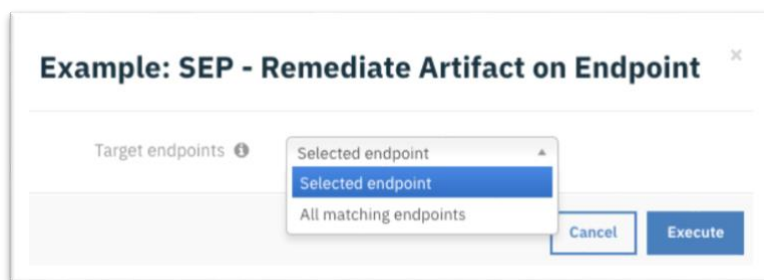 Example: SEP - Remediate Artifact on Endpoint
×
Target endpoints
Selected endpoint
Selected endpoint
All matching endpoints
Cancel
Execute